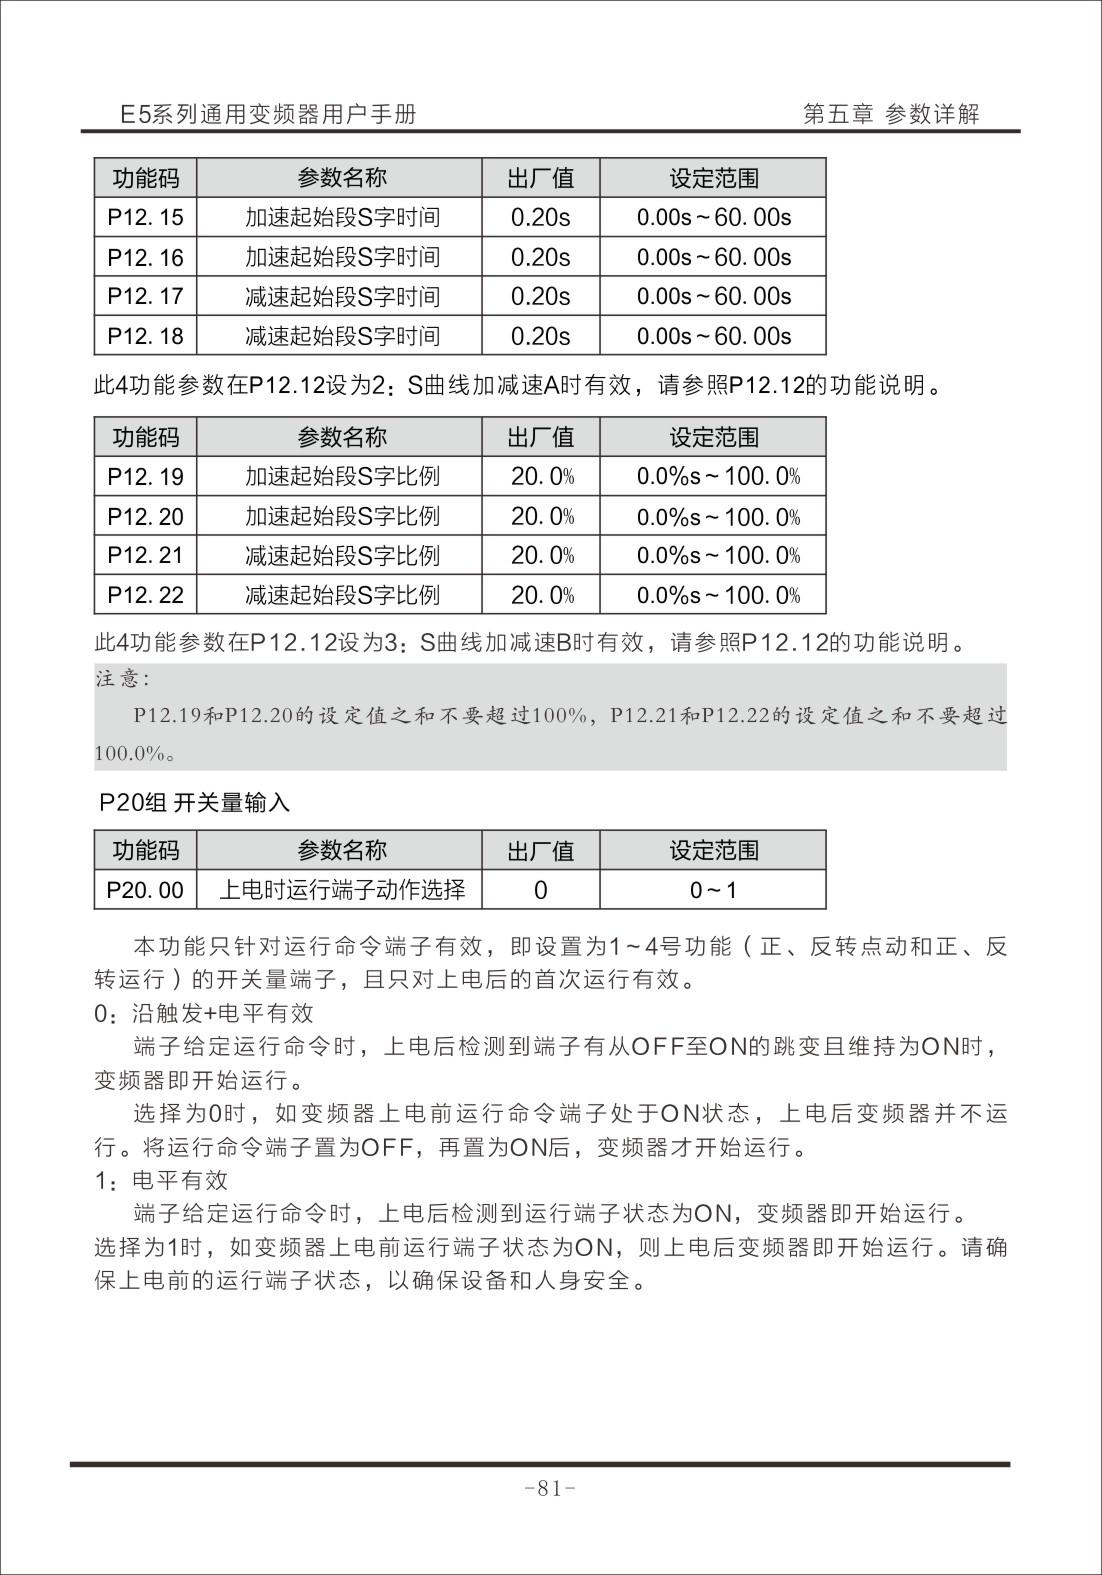 E5系列通用变频器用户手册 第五章 参数详解
功能码 参数名称 出厂值 设定范围
P12. 15 加速起始段S字时间 0.20s 0.00s~60. 00s
P12. 16 加速起始段S字时间 0.20s 0.00s~60. 00s
P12. 17 减速起始段S字时间 0.20s 0.00s~60. 00s
P12. 18 减速起始段S字时间 0.20s 0.00s~60. 00s
此4功能参数在P12.12设为2：S曲线加减速A时有效，请参照P12.12的功能说明。
功能码 参数名称 出厂值 设定范围
P12. 19 加速起始段S字比例 20. 0% 0.0%s~100. 0%
P12. 20 加速起始段S字比例 20. 0% 0.0%s~100. 0%
P12. 21 减速起始段S字比例 20. 0% 0.0%s~100. 0%
P12. 22 减速起始段S字比例 20. 0% 0.0%s~100. 0%
此4功能参数在P12.12设为3：S曲线加减速B时有效，请参照P12.12的功能说明。
注意：
P12.19和P12.20的设定值之和不要超过100%，P12.21和P12.22的设定值之和不要超过
100.0%。
P20组 开关量输入
功能码 参数名称 出厂值 设定范围
P20. 00 上电时运行端子动作选择 0 0~1
本功能只针对运行命令端子有效，即设置为1~4号功能（正、反转点动和正、反
转运行）的开关量端子，且只对上电后的首次运行有效。
0：沿触发+电平有效
端子给定运行命令时，上电后检测到端子有从OFF至ON的跳变且维持为ON时，
变频器即开始运行。
选择为0时，如变频器上电前运行命令端子处于ON状态，上电后变频器并不运
行。将运行命令端子置为OFF，再置为ON后，变频器才开始运行。
1：电平有效
端子给定运行命令时，上电后检测到运行端子状态为ON，变频器即开始运行。
选择为1时，如变频器上电前运行端子状态为ON，则上电后变频器即开始运行。请确
保上电前的运行端子状态，以确保设备和人身安全。
-81-